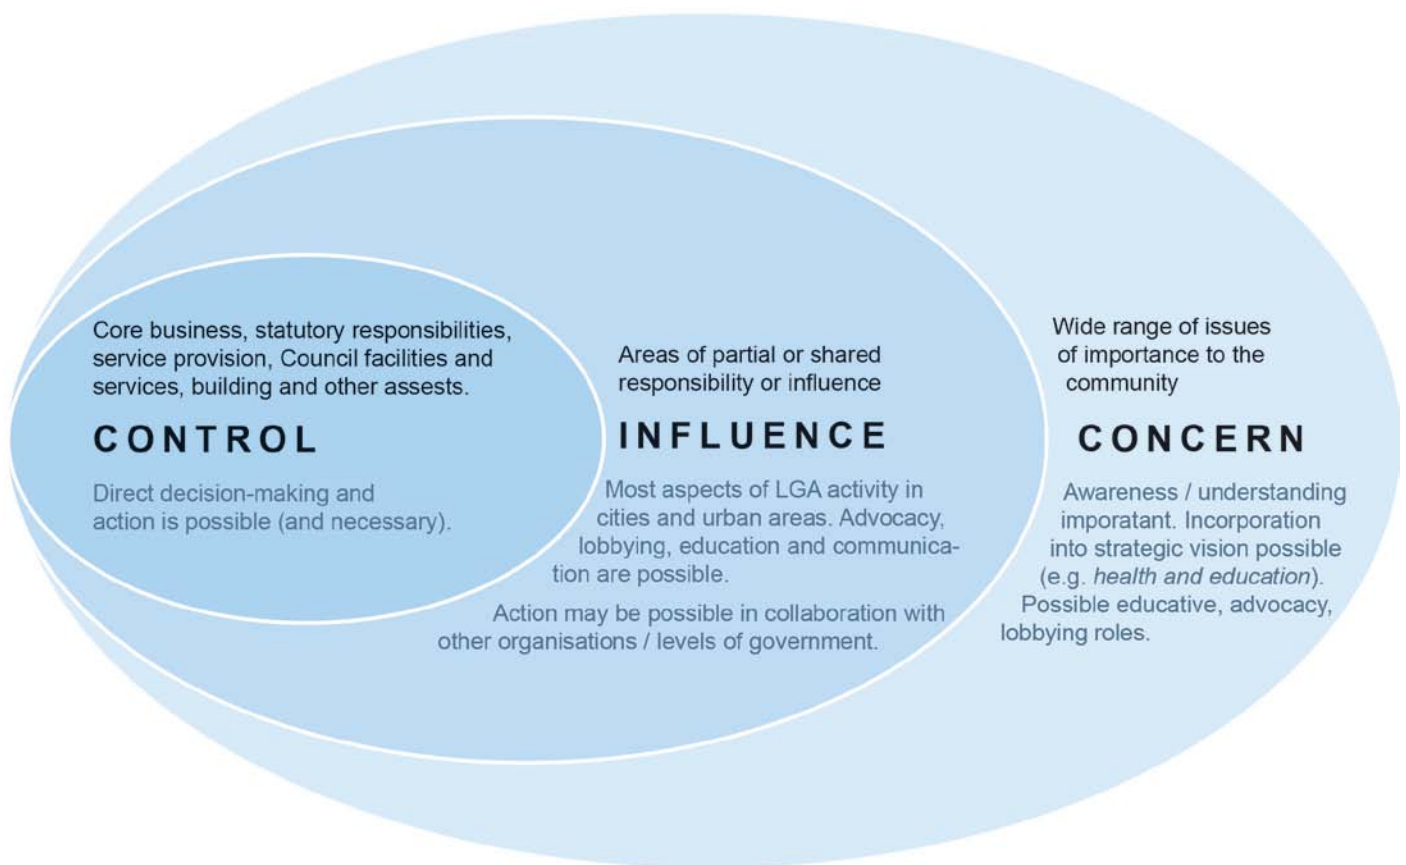 Core business, statutory responsibilities,
service provision, Council facilities and
services, building and other assests.
CONTROL
Direct decision-making and
action is possible (and necessary).
Areas of partial or shared
responsibility or influence
INFLUENCE
Most aspects of LGA activity in
cities and urban areas. Advocacy,
lobbying, education and communica-
tion are possible.
Action may be possible in collaboration with
other organisations / levels of government.
Wide range of issues
of importance to the
community
CONCERN
Awareness / understanding
imporatant. Incorporation
into strategic vision possible
(e.g. health and education).
Possible educative, advocacy,
lobbying roles.